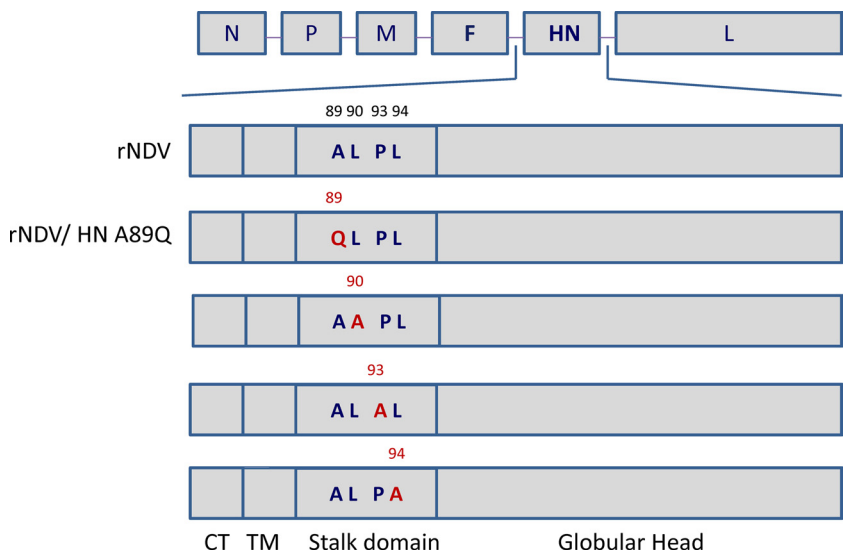 N P M F HN L
89 90 93 94
rNDV A L P L
89
rNDV/ HN A89Q Q L P L
90
A A P L
93
A L A L
94
A L P A
CT TM Stalk domain Globular Head